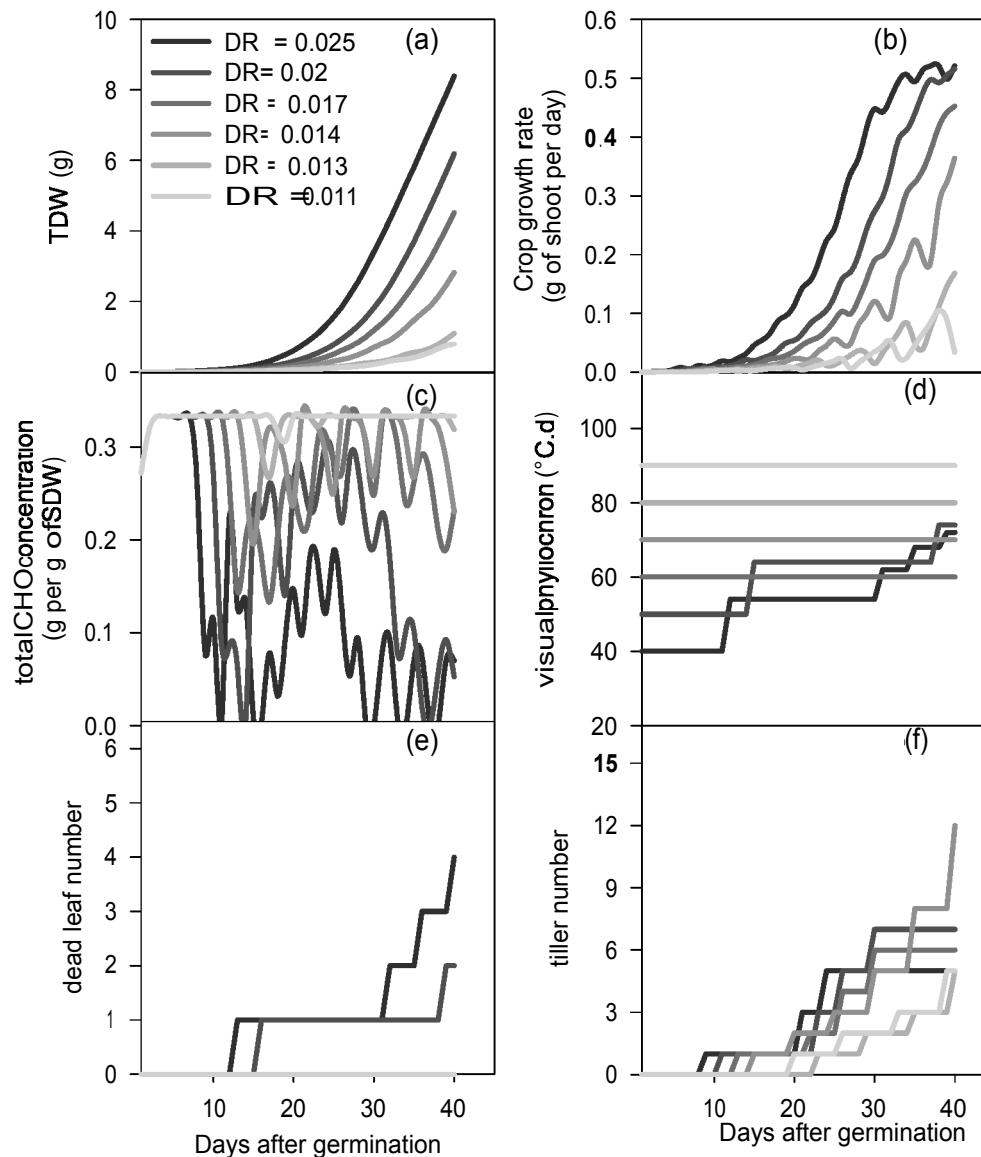 10
8
6
4
2
0
TDW (g)
(a)
DR = 0.025
DR= 0.02
DR = 0.017
DR= 0.014
DR = 0.013
DR = 0.011
0.6
0.5
0.4
0.3
0.2
0.1
0.0
Crop growth rate
(g of shoot per day)
(b)
0.3
0.2
0.1
0.0
totaICHOconcentration
(g per g ofSDW)
(c)
100
80
60
40
20
visualpnyiiocnron (°C.d)
(d)
6
5
4
3
2
1
0
dead leaf number
(e)
10
20
30
40
Days after germination
15
12
9
6
3
0
tiller number
(f)
10
20
30
40
Days after germination